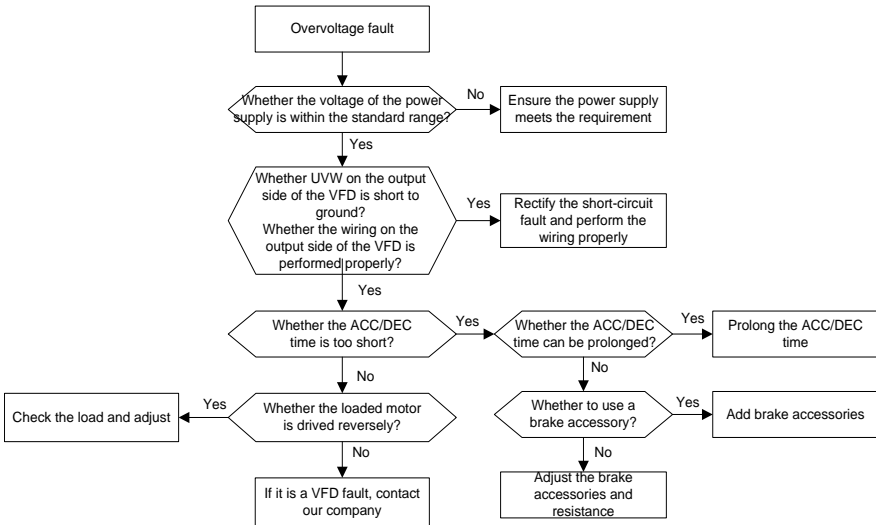 Overvoltage fault
Whether the voltage of the power
supply is within the standard range?
No
Ensure the power supply
meets the requirement
Yes
Whether UVW on the output
side of the VFD is short to
ground?
Whether the wiring on the
output side of the VFD is
performed properly?
Yes
Rectify the short-circuit
fault and perform the
wiring properly
Yes
Whether the ACC/DEC
time is too short?
Yes
Whether the ACC/DEC
time can be prolonged?
Yes
Prolong the ACC/DEC
time
No
No
Check the load and adjust
Yes
Whether the loaded motor
is drived reversely?
Whether to use a
brake accessory?
Yes
Add brake accessories
No
No
If it is a VFD fault, contact
our company
Adjust the brake
accessories and
resistance